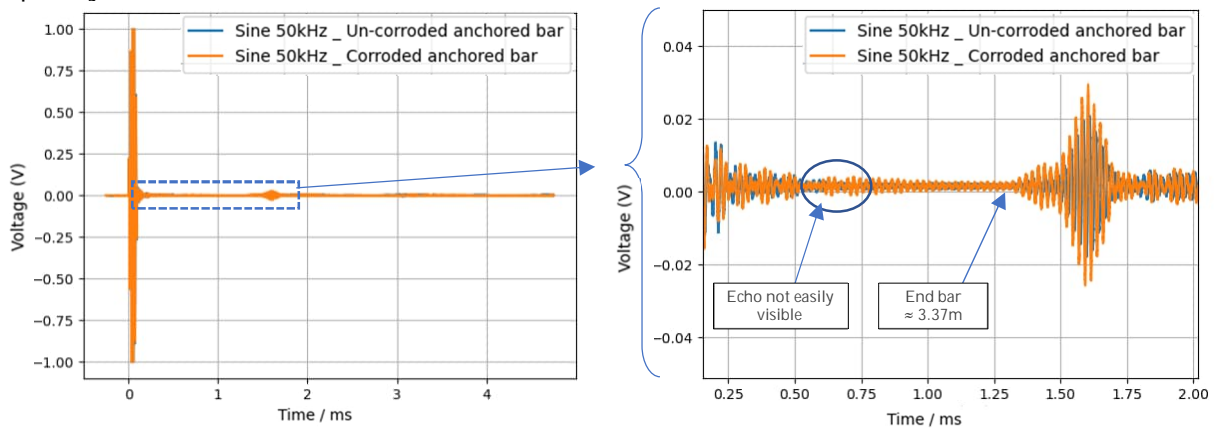 Sine 50kHz _ Un-corroded anchored bar
Sine 50kHz _ Corroded anchored bar
1.00
0.75
0.50
0.25
0.00
−0.25
−0.50
−0.75
−1.00
Voltage (V)
0
1
2
3
4
Time / ms
Sine 50kHz _ Un-corroded anchored bar
Sine 50kHz _ Corroded anchored bar
0.04
0.02
0.00
−0.02
−0.04
Voltage (V)
Echo not easily
visible
End bar
≈ 3.37m
0.25
0.50
0.75
1.00
1.25
1.50
1.75
2.00
Time / ms